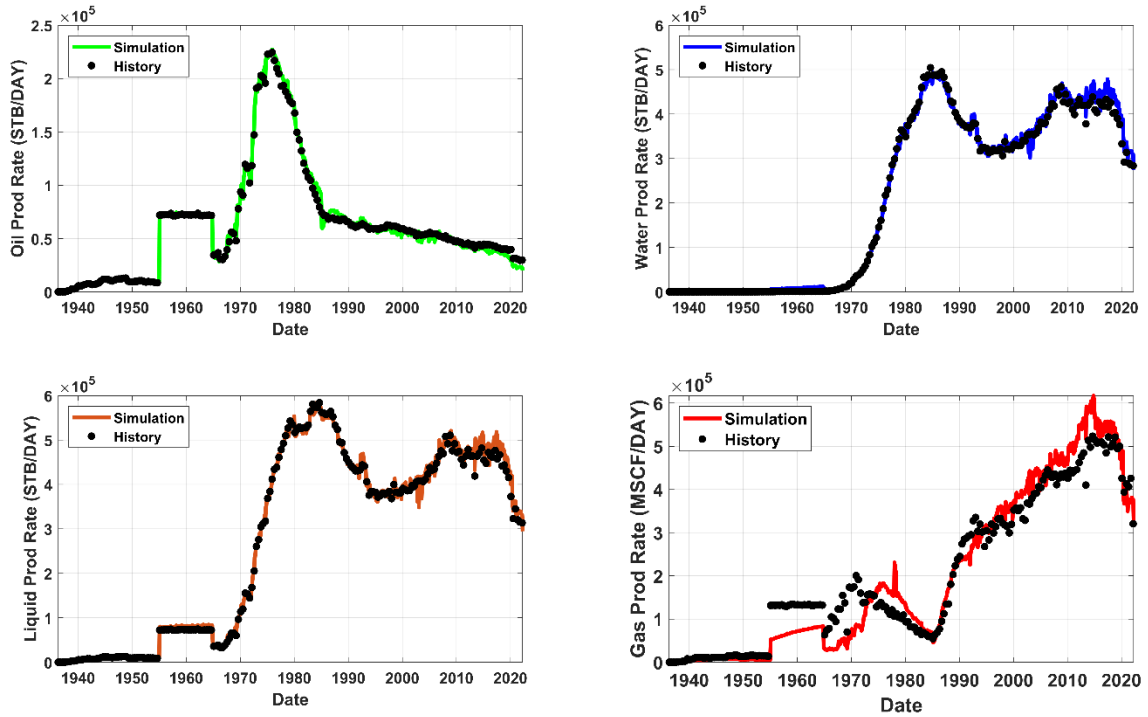 ×10⁵
2.5
2
1.5
1
0.5
0
Oil Prod Rate (STB/DAY)
Simulation
History
1940 1950 1960 1970 1980 1990 2000 2010 2020
Date
×10⁵
6
5
4
3
2
1
0
Water Prod Rate (STB/DAY)
Simulation
History
1940 1950 1960 1970 1980 1990 2000 2010 2020
Date
×10⁵
6
5
4
3
2
1
0
Liquid Prod Rate (STB/DAY)
Simulation
History
1940 1950 1960 1970 1980 1990 2000 2010 2020
Date
×10⁵
6
5
4
3
2
1
0
Gas Prod Rate (MSCF/DAY)
Simulation
History
1940 1950 1960 1970 1980 1990 2000 2010 2020
Date